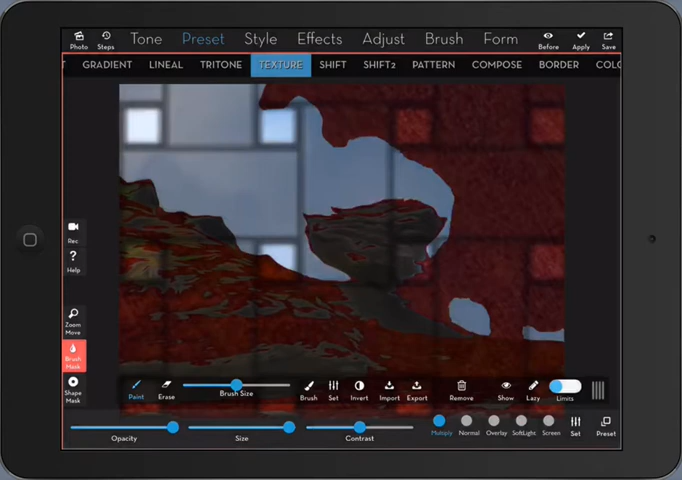 Photo Steps Tone Preset Style Effects Adjust Brush Form Before Apply Save
T GRADIENT LINEAL TRITONE TEXTURE SHIFT SHIFT2 PATTERN COMPOSE BORDER COLO
Rec
Help
Zoom
Move
Brush
Mask
Shape
Mask
Paint Erase Brush Size Brush Set Invert Import Export Remove Show Lazy Limits
Opacity Size Contrast Multiply Normal Overlay SoftLight Screen Set Preset